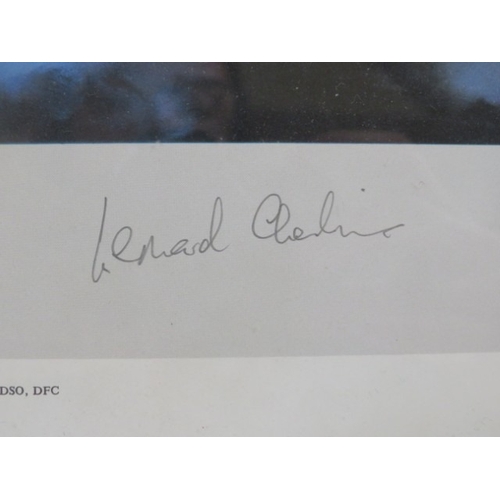 Leonard Cheshire
DSO, DFC